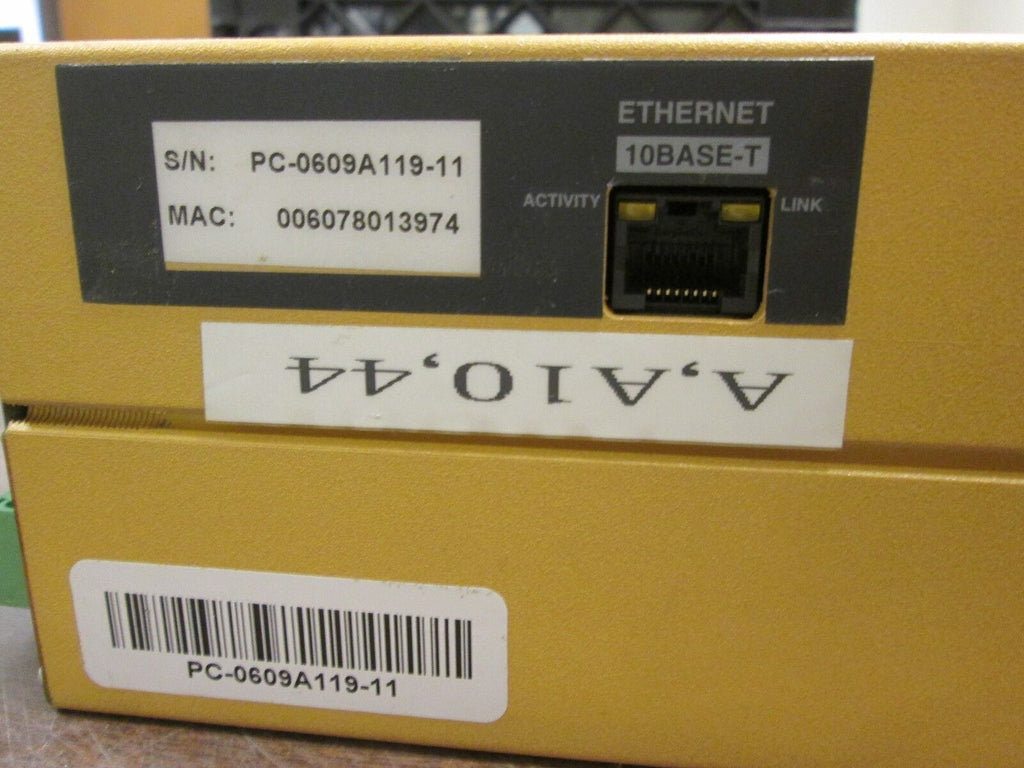 S/N: PC-0609A119-11
MAC: 006078013974
ETHERNET
10BASE-T
ACTIVITY
LINK
A,A10,44
PC-0609A119-11